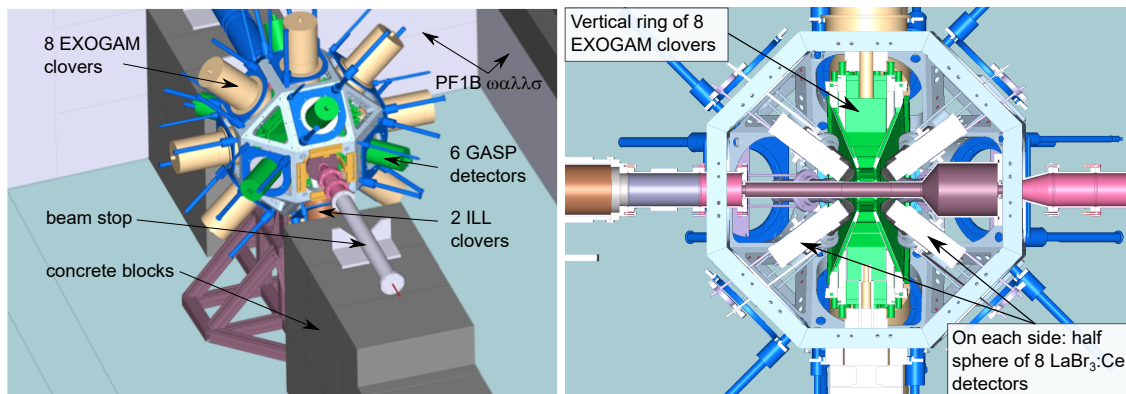 8 EXOGAM
clovers
PF1B ωαλλσ
6 GASP
detectors
beam stop
2 ILL
clovers
concrete blocks
Vertical ring of 8
EXOGAM clovers
On each side: half
sphere of 8 LaBr₃:Ce
detectors